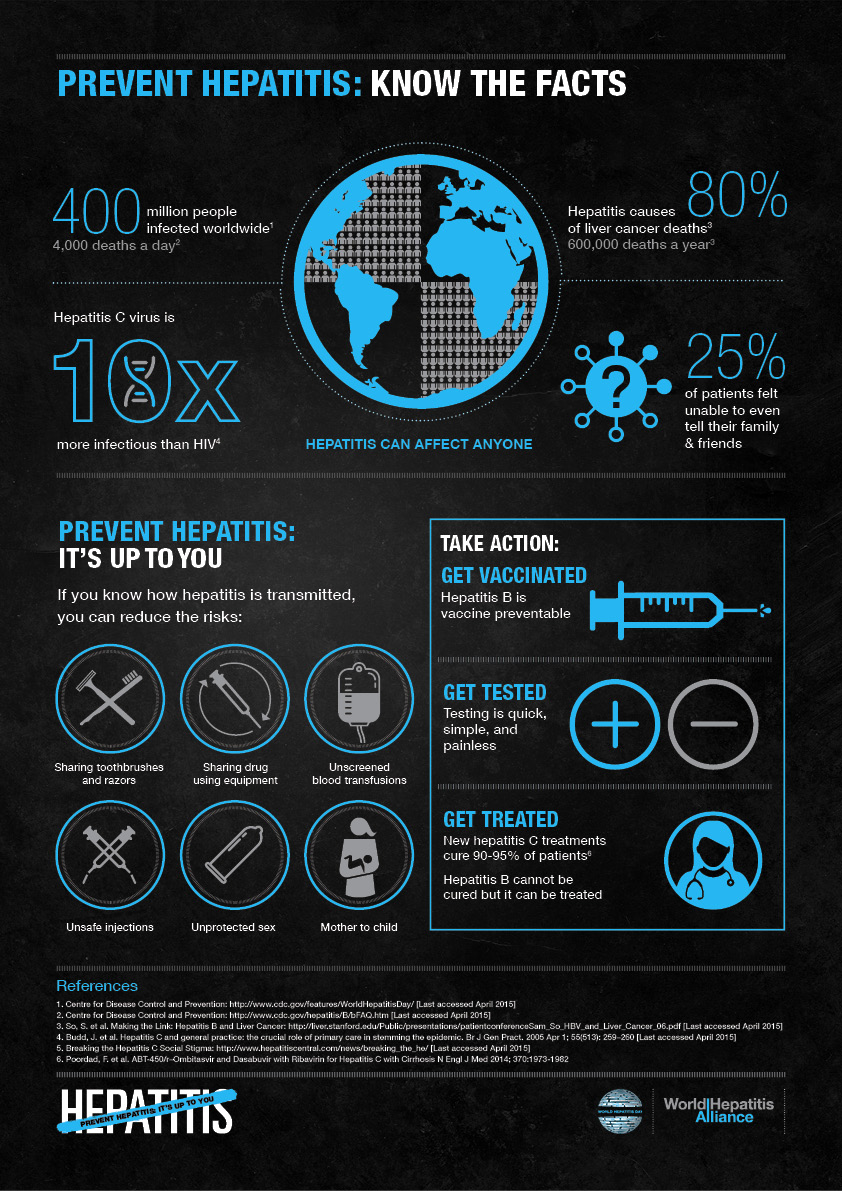 PREVENT HEPATITIS: KNOW THE FACTS
400
million people
infected worldwide¹
4,000 deaths a day²
Hepatitis causes 80%
of liver cancer deaths³
600,000 deaths a year³
Hepatitis C virus is
10x
more infectious than HIV⁴
HEPATITIS CAN AFFECT ANYONE
?
25%
of patients felt
unable to even
tell their family
& friends
PREVENT HEPATITIS:
IT'S UP TO YOU
If you know how hepatitis is transmitted,
you can reduce the risks:
Sharing toothbrushes
and razors
Sharing drug
using equipment
Unscreened
blood transfusions
Unsafe injections
Unprotected sex
Mother to child
TAKE ACTION:
GET VACCINATED
Hepatitis B is
vaccine preventable
GET TESTED
Testing is quick,
simple, and
painless
GET TREATED
New hepatitis C treatments
cure 90-95% of patients⁶
Hepatitis B cannot be
cured but it can be treated
References
1. Centre for Disease Control and Prevention: http://www.cdc.gov/features/WorldHepatitisDay/ [Last accessed April 2015]
2. Centre for Disease Control and Prevention: http://www.cdc.gov/hepatitis/B/bFAQ.htm [Last accessed April 2015]
3. So, S. et al. Making the Link: Hepatitis B and Liver Cancer: http://liver.stanford.edu/Public/presentations/patientconferenceSam_So_HBV_and_Liver_Cancer_06.pdf [Last accessed April 2015]
4. Budd, J. et al. Hepatitis C and general practice: the crucial role of primary care in stemming the epidemic. Br J Gen Pract. 2005 Apr 1; 55(513): 259–260 [Last accessed April 2015]
5. Breaking the Hepatitis C Social Stigma: http://www.hepatitiscentral.com/news/breaking_the_he/ [Last accessed April 2015]
6. Poordad, F. et al. ABT-450/r–Ombitasvir and Dasabuvir with Ribavirin for Hepatitis C with Cirrhosis N Engl J Med 2014; 370:1973-1982
HEPATITIS
PREVENT HEPATITIS: IT'S UP TO YOU
WORLD HEPATITIS DAY
World Hepatitis
Alliance